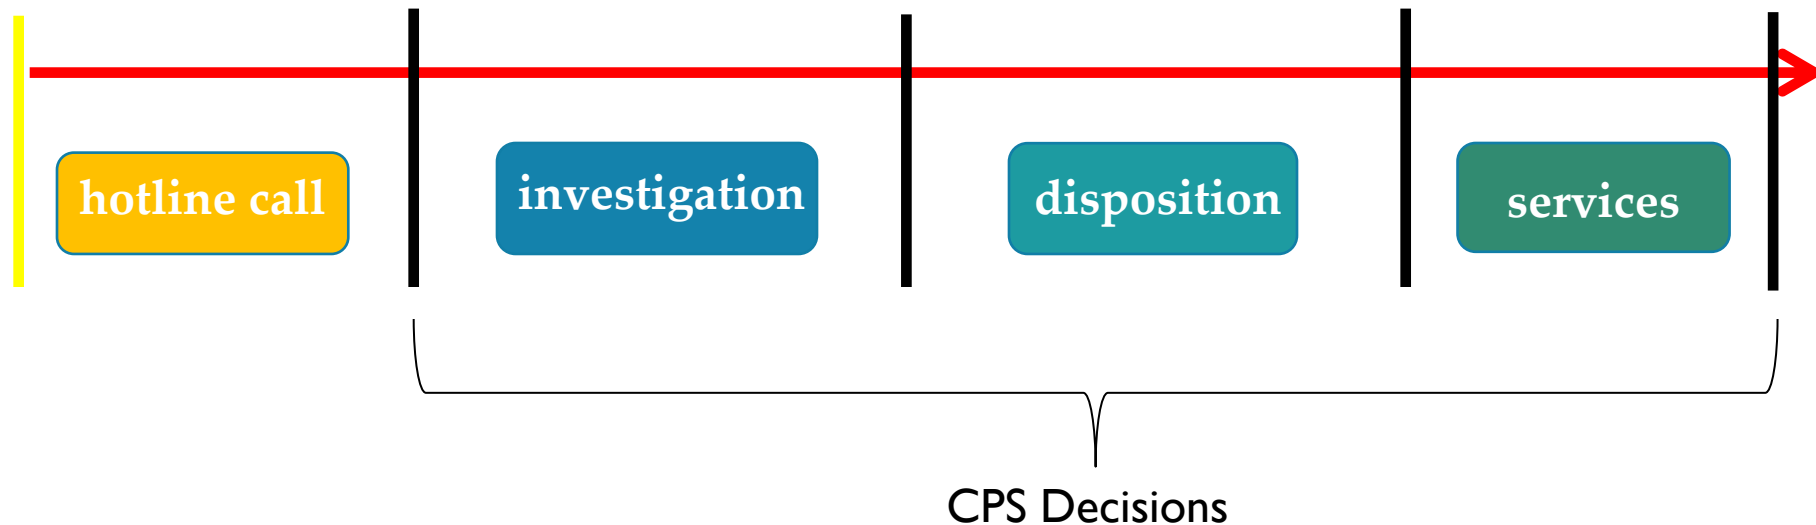 hotline call
investigation
disposition
services
CPS Decisions